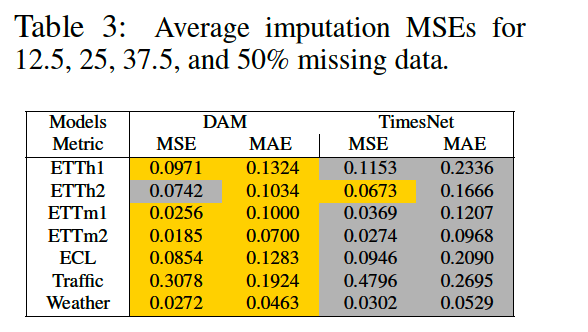 Table 3: Average imputation MSEs for
12.5, 25, 37.5, and 50% missing data.
Models DAM TimesNet
Metric MSE MAE MSE MAE
ETTh1 0.0971 0.1324 0.1153 0.2336
ETTh2 0.0742 0.1034 0.0673 0.1666
ETTm1 0.0256 0.1000 0.0369 0.1207
ETTm2 0.0185 0.0700 0.0274 0.0968
ECL 0.0854 0.1283 0.0946 0.2090
Traffic 0.3078 0.1924 0.4796 0.2695
Weather 0.0272 0.0463 0.0302 0.0529